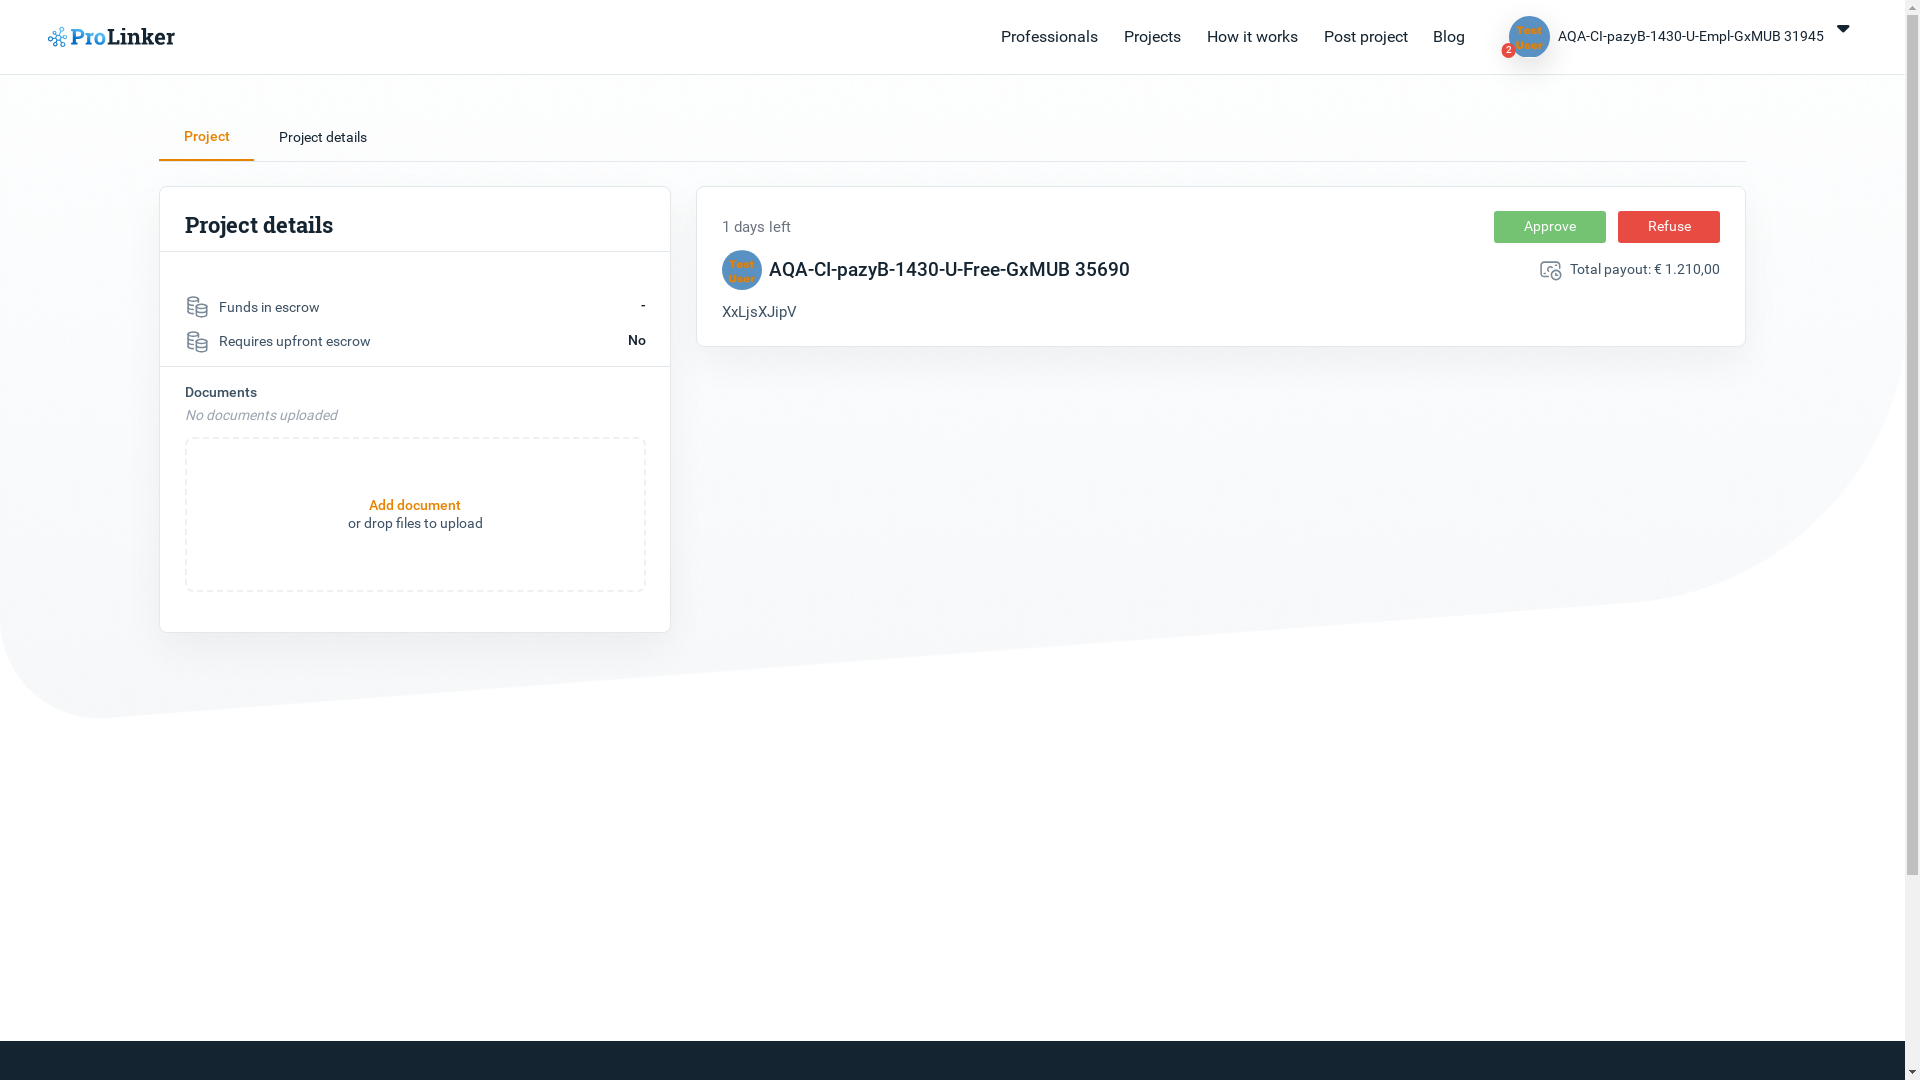 ProLinker
Professionals
Projects
How it works
Post project
Blog
Test User
2
AQA-CI-pazyB-1430-U-Empl-GxMUB 31945
Project
Project details
Project details
Funds in escrow
-
Requires upfront escrow
No
Documents
No documents uploaded
Add document
or drop files to upload
1 days left
Approve
Refuse
Test User
AQA-CI-pazyB-1430-U-Free-GxMUB 35690
Total payout: € 1.210,00
XxLjsXJipV